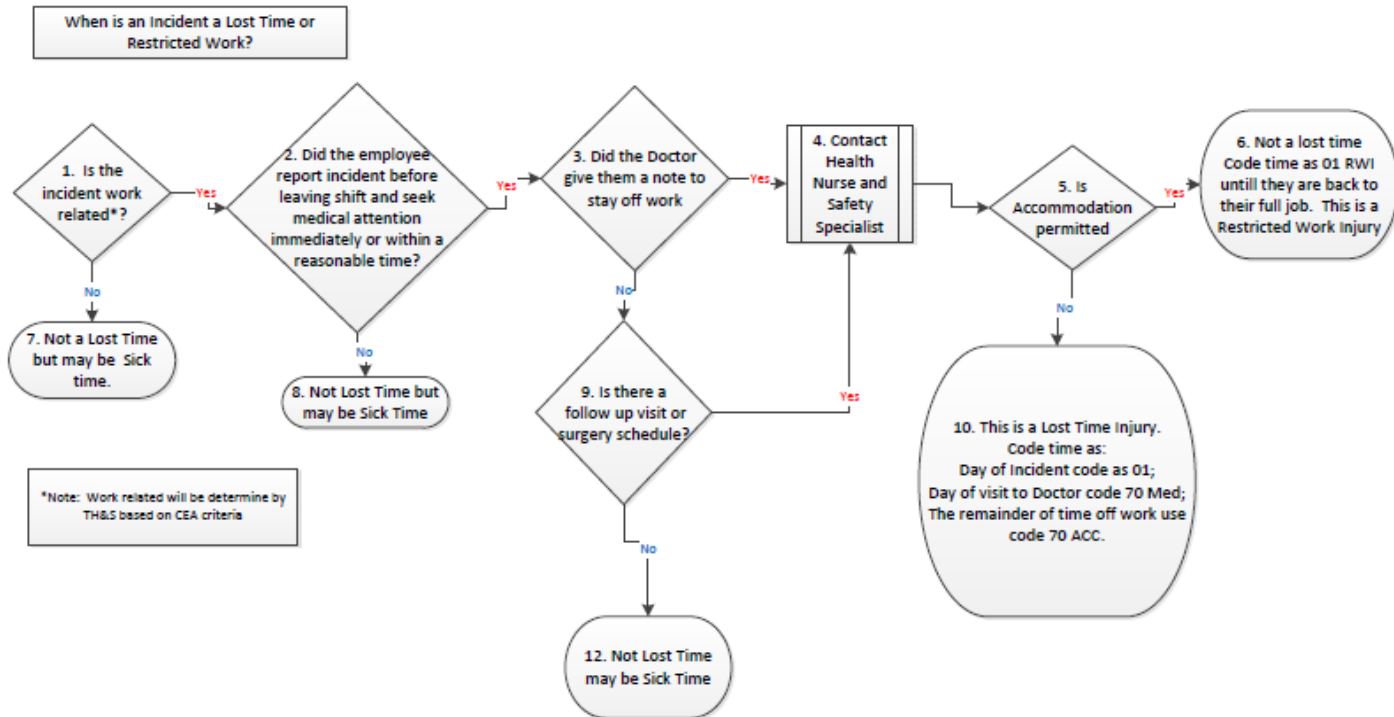 When is an Incident a Lost Time or
Restricted Work?
1. Is the
incident work
related*?
Yes
No
7. Not a Lost Time
but may be Sick
time.
2. Did the employee
report incident before
leaving shift and seek
medical attention
immediately or within a
reasonable time?
Yes
No
8. Not Lost Time but
may be Sick Time
3. Did the Doctor
give them a note to
stay off work
Yes
No
9. Is there a
follow up visit or
surgery schedule?
Yes
No
12. Not Lost Time
may be Sick Time
4. Contact
Health
Nurse and
Safety
Specialist
5. Is
Accommodation
permitted
Yes
No
6. Not a lost time
Code time as 01 RWI
untill they are back to
their full job. This is a
Restricted Work Injury
10. This is a Lost Time Injury.
Code time as:
Day of Incident code as 01;
Day of visit to Doctor code 70 Med;
The remainder of time off work use
code 70 ACC.
*Note: Work related will be determine by
TH&S based on CEA criteria